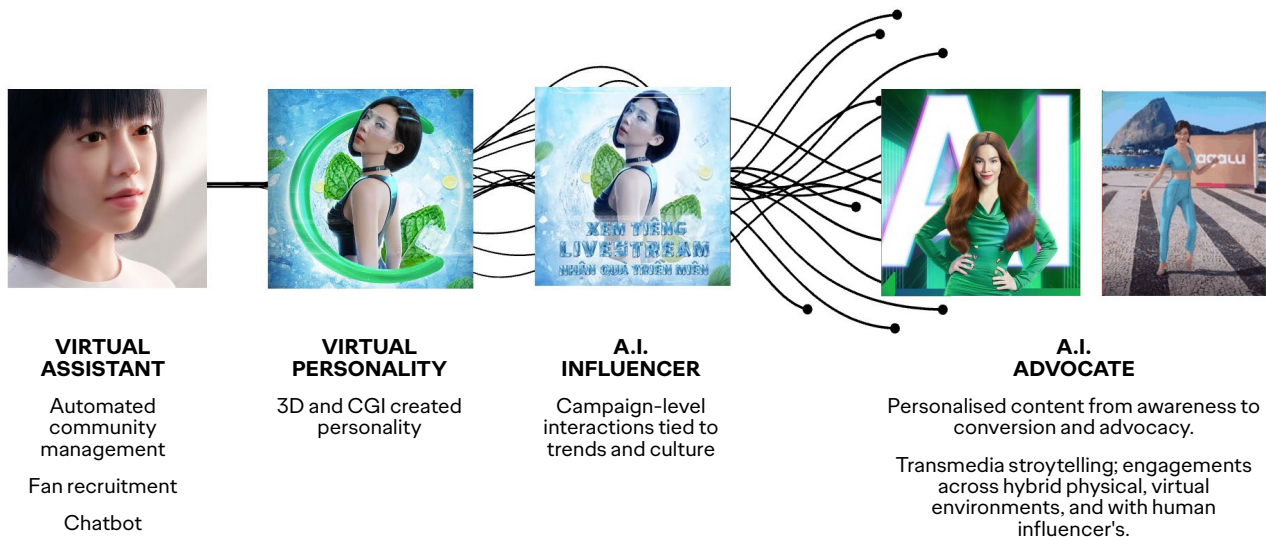 XEM TIẾNG
LIVESTREAM
NHẬN QUÀ TRIỀN MIÊN
AI
agalu
VIRTUAL
ASSISTANT
Automated
community
management
Fan recruitment
Chatbot
VIRTUAL
PERSONALITY
3D and CGI created
personality
A.I.
INFLUENCER
Campaign-level
interactions tied to
trends and culture
A.I.
ADVOCATE
Personalised content from awareness to
conversion and advocacy.
Transmedia stroytelling; engagements
across hybrid physical, virtual
environments, and with human
influencer's.